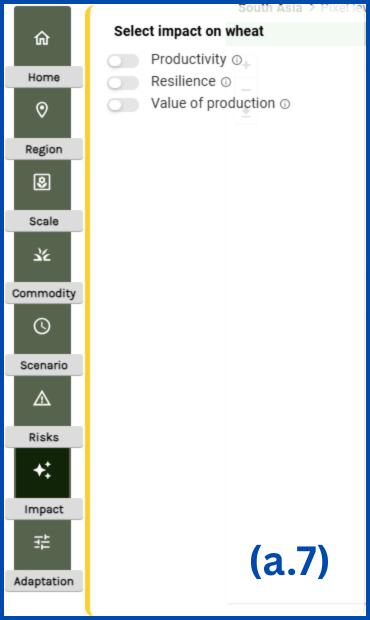 Home
Region
Scale
Commodity
Scenario
Risks
Impact
Adaptation
South Asia > Pixel lev
Select impact on wheat
Productivity
Resilience
Value of production
(a.7)